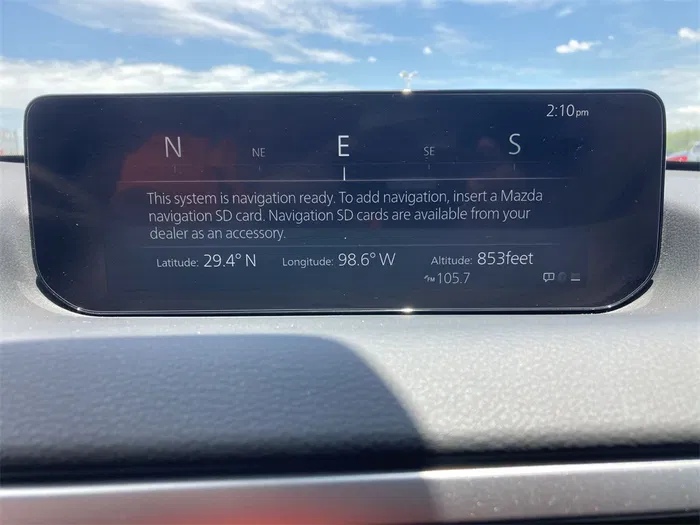 2:10pm
N NE E SE S
This system is navigation ready. To add navigation, insert a Mazda
navigation SD card. Navigation SD cards are available from your
dealer as an accessory.
Latitude: 29.4° N Longitude: 98.6° W Altitude: 853feet
FM 105.7